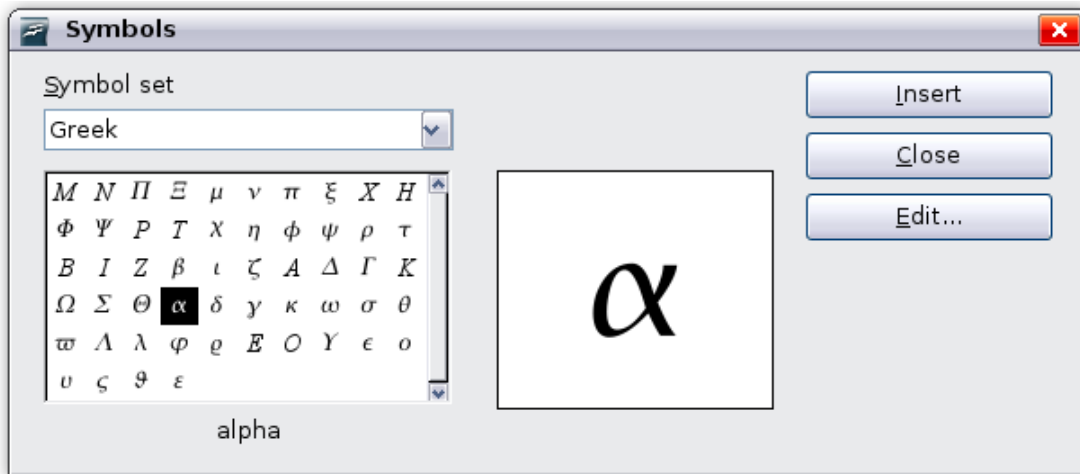 Symbols
Symbol set
Greek
Μ Ν Π Ξ μ ν π ξ Χ Η
Φ Ψ Ρ Τ χ η ϕ ψ ρ τ
Β Ι Ζ β ι ζ Α Δ Γ Κ
Ω Σ Θ α δ γ κ ω σ θ
ϖ Λ λ φ ϱ Ε Ο Υ ϵ ο
υ ς ϑ ε
alpha
α
Insert
Close
Edit...